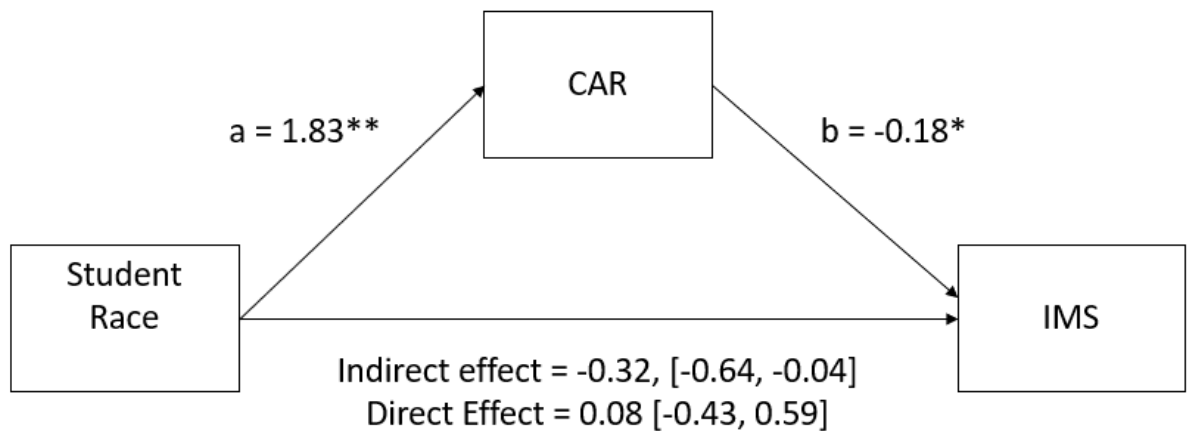 CAR
a = 1.83**
b = -0.18*
Student
Race
IMS
Indirect effect = -0.32, [-0.64, -0.04]
Direct Effect = 0.08 [-0.43, 0.59]